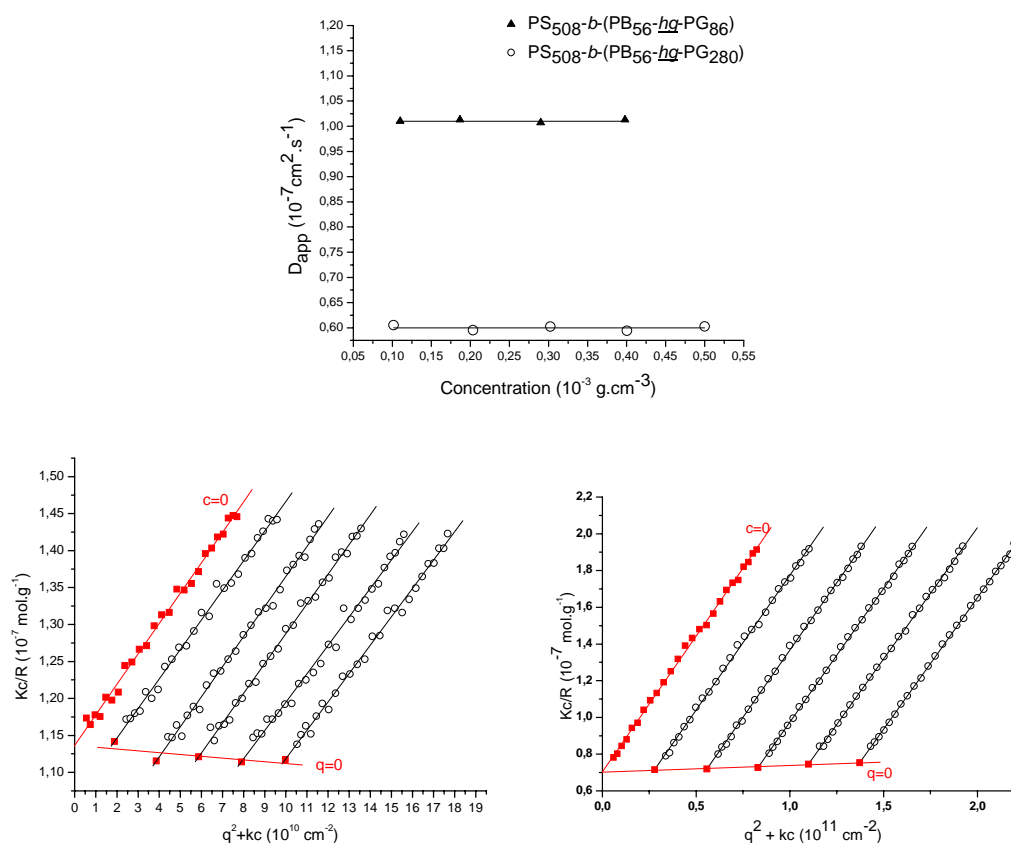 PS508-b-(PB56-hg-PG86)
PS508-b-(PB56-hg-PG280)
1,20
1,15
1,10
1,05
1,00
0,95
0,90
0,85
0,80
0,75
0,70
0,65
0,60
Dapp (10-7cm2.s-1)
0,05 0,10 0,15 0,20 0,25 0,30 0,35 0,40 0,45 0,50 0,55
Concentration (10-3 g.cm-3)
1,50
1,45
1,40
1,35
1,30
1,25
1,20
1,15
1,10
Kc/R (10-7 mol.g-1)
c=0
q=0
0 1 2 3 4 5 6 7 8 9 10 11 12 13 14 15 16 17 18 19
q2+kc (1010 cm-2)
2,2
2,0
1,8
1,6
1,4
1,2
1,0
0,8
0,6
Kc/R (10-7 mol.g-1)
c=0
q=0
0,0 0,5 1,0 1,5 2,0
q2 + kc (1011 cm-2)